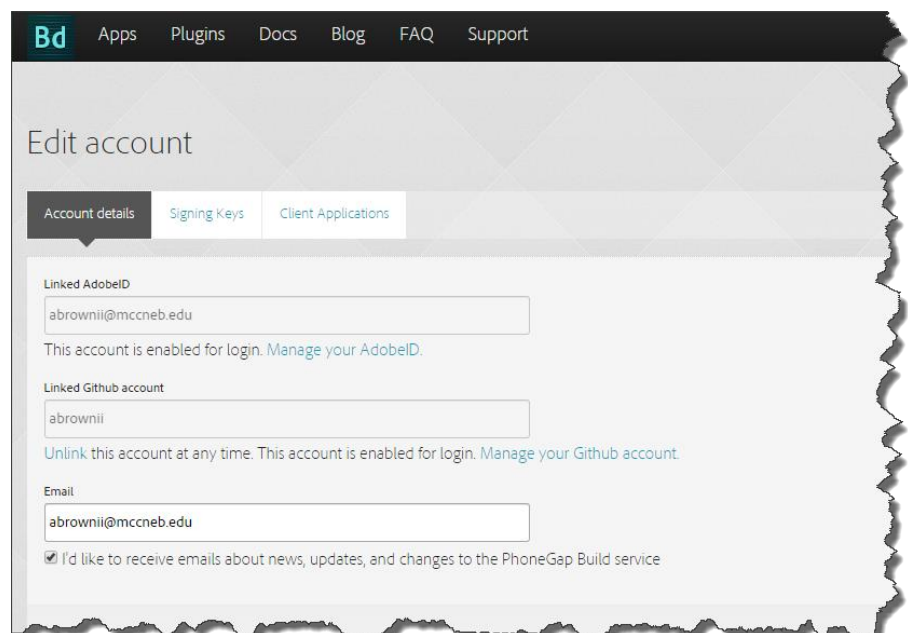 Bd Apps Plugins Docs Blog FAQ Support
Edit account
Account details Signing Keys Client Applications
Linked AdobeID
abrownii@mccneb.edu
This account is enabled for login. Manage your AdobeID.
Linked Github account
abrownii
Unlink this account at any time. This account is enabled for login. Manage your Github account.
Email
abrownii@mccneb.edu
I'd like to receive emails about news, updates, and changes to the PhoneGap Build service